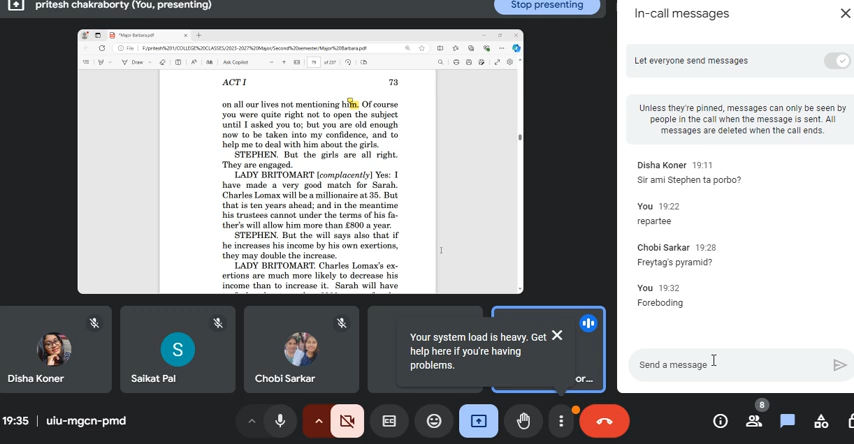 pritesh chakraborty (You, presenting)
Stop presenting
In-call messages
*Major Barbara.pdf
File
Draw
Ask Copilot
79
of 237
ACT I 73
on all our lives not mentioning him. Of course
you were quite right not to open the subject
until I asked you to; but you are old enough
now to be taken into my confidence, and to
help me to deal with him about the girls.
STEPHEN. But the girls are all right.
They are engaged.
LADY BRITOMART [complacently] Yes: I
have made a very good match for Sarah.
Charles Lomax will be a millionaire at 35. But
that is ten years ahead; and in the meantime
his trustees cannot under the terms of his fa-
ther's will allow him more than £800 a year.
STEPHEN. But the will says also that if
he increases his income by his own exertions,
they may double the increase.
LADY BRITOMART. Charles Lomax's ex-
ertions are much more likely to decrease his
income than to increase it. Sarah will have
Let everyone send messages
Unless they're pinned, messages can only be seen by
people in the call when the message is sent. All
messages are deleted when the call ends.
Disha Koner 19:11
Sir ami Stephen ta porbo?
You 19:22
repartee
Chobi Sarkar 19:28
Freytag's pyramid?
You 19:32
Foreboding
Send a message
S
Disha Koner
Saikat Pal
Chobi Sarkar
Your system load is heavy. Get
help here if you're having
problems.
or...
19:35 | uiu-mgcn-pmd
8